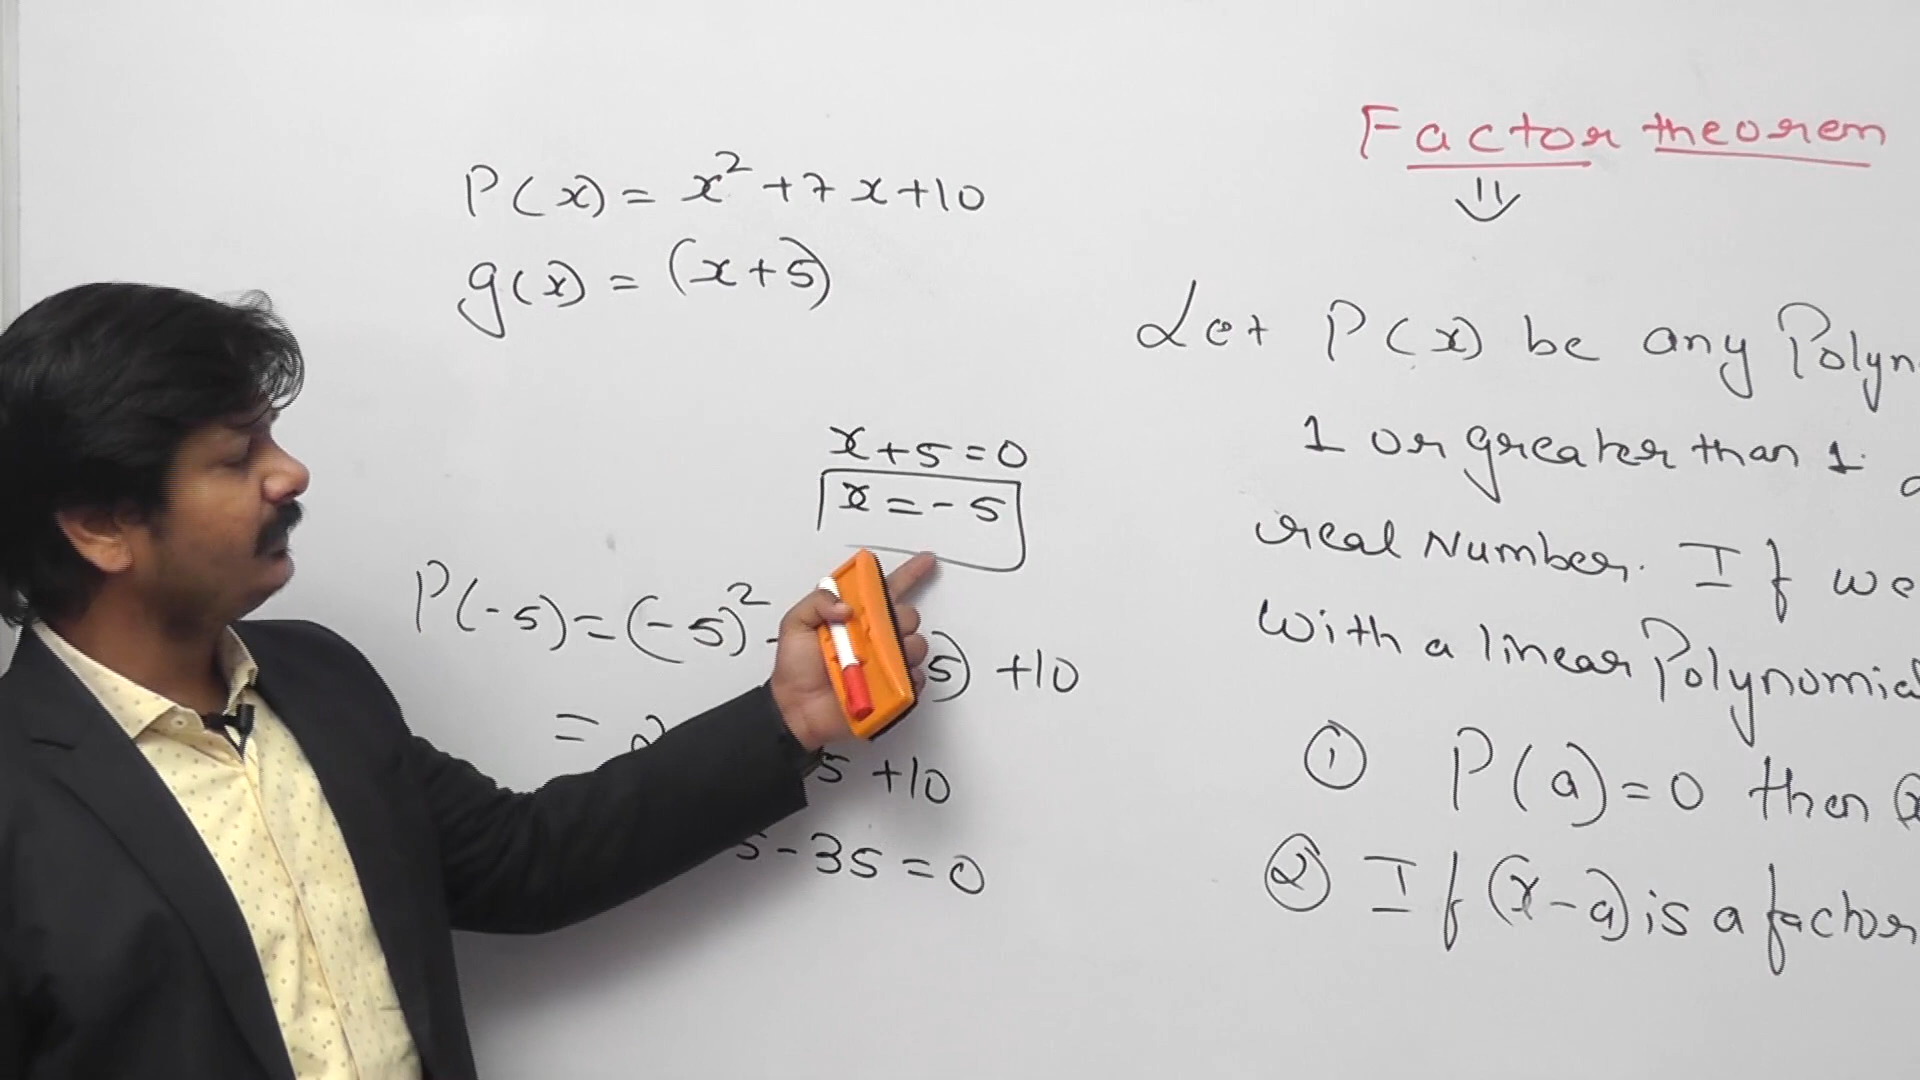 P(x) = x² + 7x + 10
g(x) = (x + 5)
x + 5 = 0
x = - 5
P(-5) = (-5)² 5) + 10
= 5 + 10
5 - 35 = 0
Factor theorem
⇓
Let P(x) be any Polyn
1 or greater than 1.
real Number. If we
with a linear Polynomial
① P(a) = 0 then
② If (x - a) is a factor